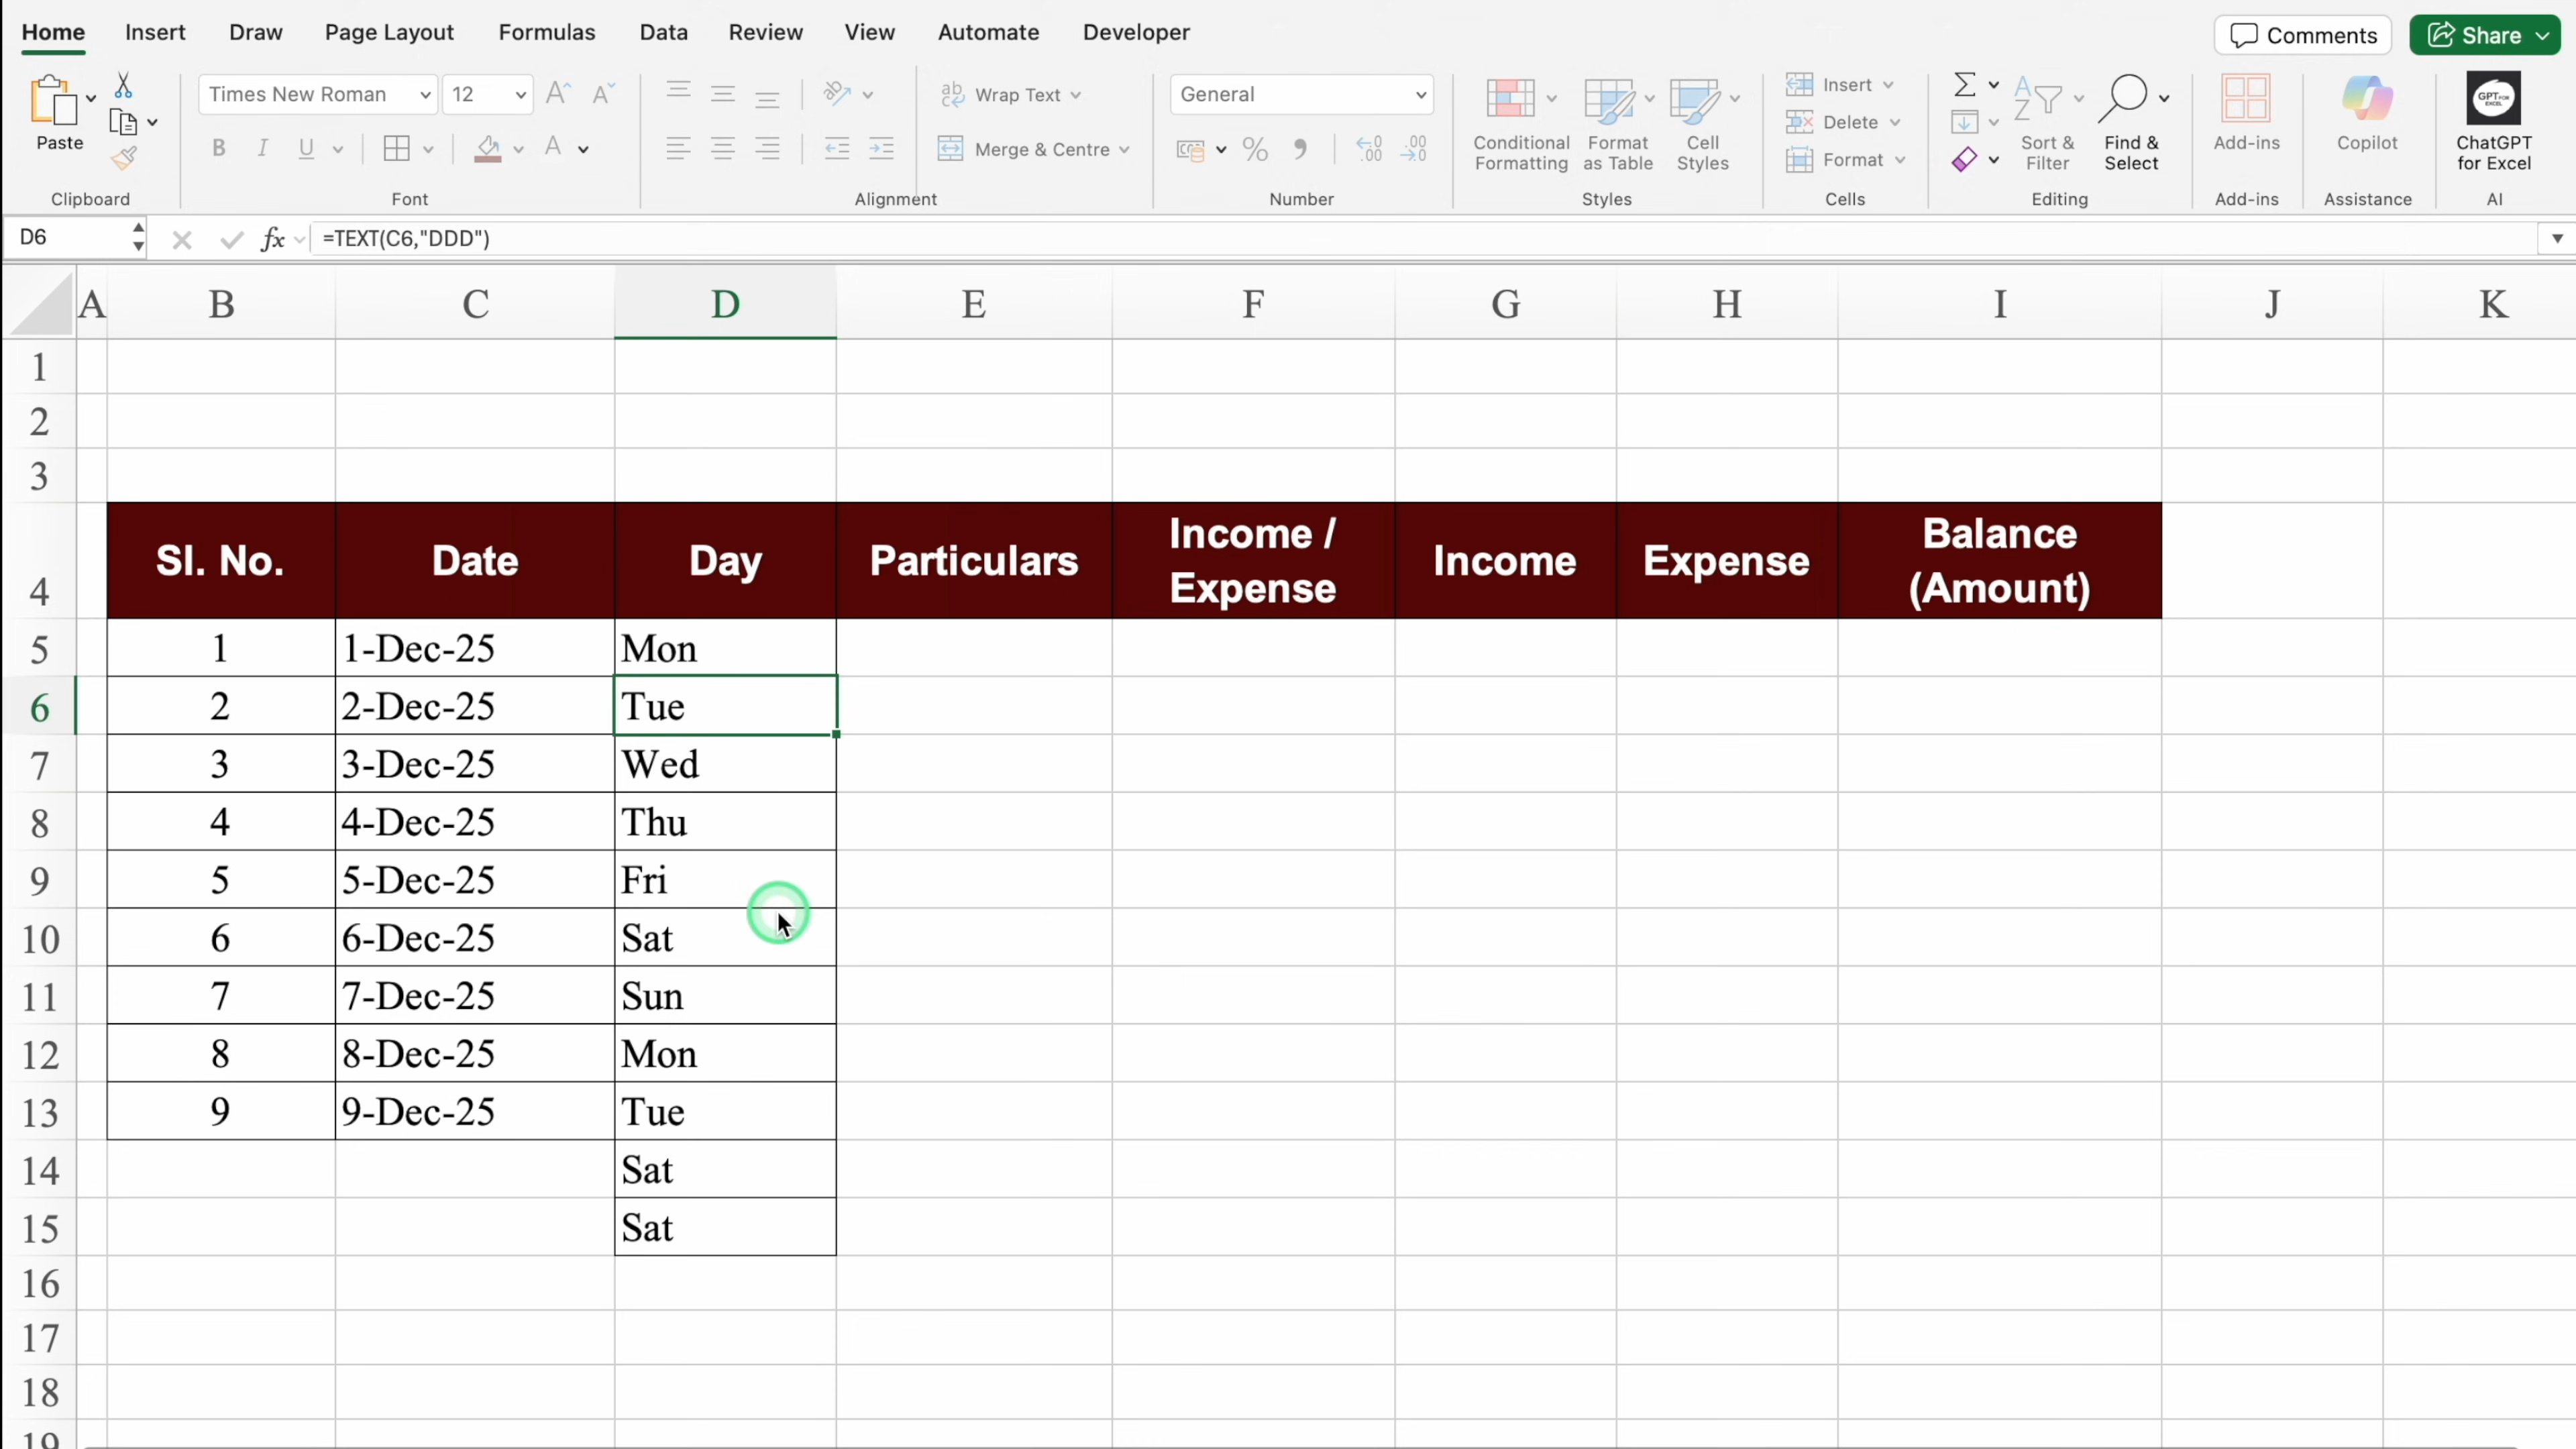 Home Insert Draw Page Layout Formulas Data Review View Automate Developer Comments Share
Paste
Clipboard
Times New Roman 12
B I U A
Font
Wrap Text
Merge & Centre
Alignment
General
Number
Conditional Formatting
Format as Table
Cell Styles
Styles
Insert
Delete
Format
Cells
Sort & Filter
Find & Select
Editing
Add-ins
Add-ins
Copilot
Assistance
ChatGPT for Excel
AI
D6 fx =TEXT(C6,"DDD")
A B C D E F G H I J K
1
2
3
4 Sl. No. Date Day Particulars Income / Expense Income Expense Balance (Amount)
5 1 1-Dec-25 Mon
6 2 2-Dec-25 Tue
7 3 3-Dec-25 Wed
8 4 4-Dec-25 Thu
9 5 5-Dec-25 Fri
10 6 6-Dec-25 Sat
11 7 7-Dec-25 Sun
12 8 8-Dec-25 Mon
13 9 9-Dec-25 Tue
14 Sat
15 Sat
16
17
18
19